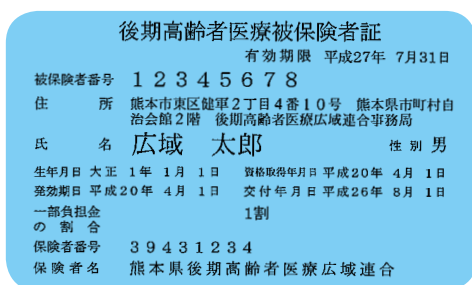 後期高齢者医療被保険者証
有効期限 平成27年 7月31日
被保険者番号 12345678
住所 熊本市東区健軍2丁目4番10号 熊本県市町村自
治会館2階 後期高齢者医療広域連合事務局
氏名 広域 太郎 性別 男
生年月日 大正 1年 1月 1日 資格取得年月日 平成20年 4月 1日
発効期日 平成20年 4月 1日 交付年月日 平成26年 8月 1日
一部負担金
の割合 1割
保険者番号 39431234
保険者名 熊本県後期高齢者医療広域連合